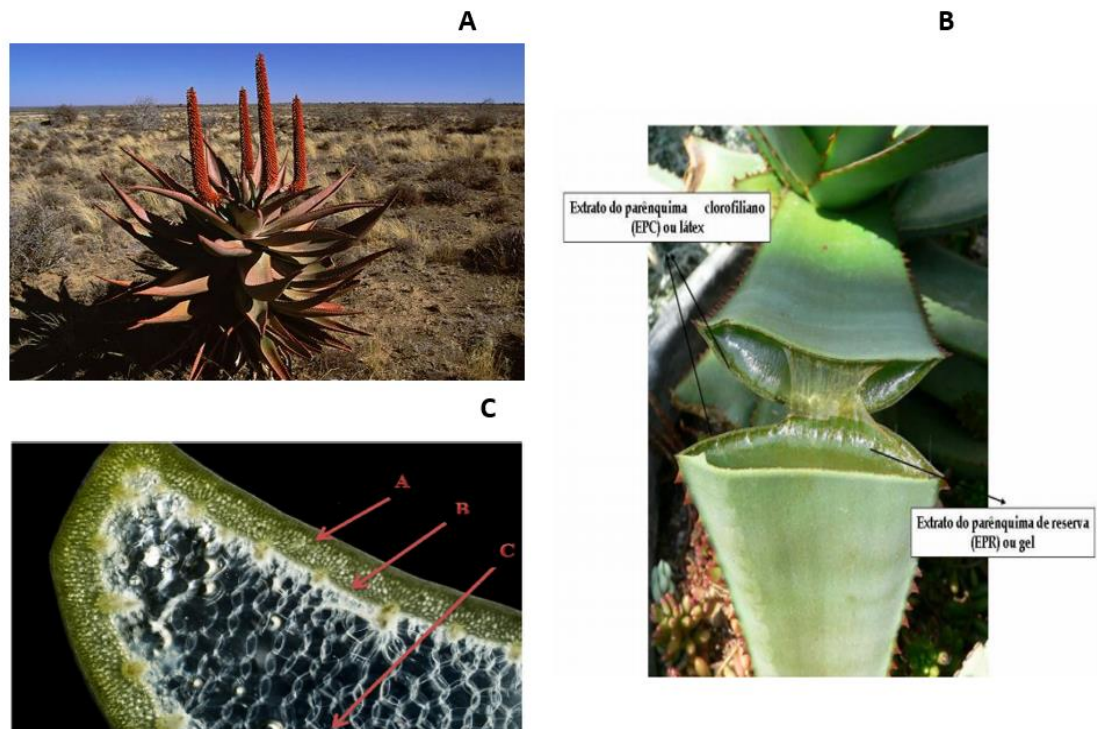 A
B
Extrato do parênquima clorofiliano
(EPC) ou látex
Extrato do parênquima de reserva
(EPR) ou gel
C
A
B
C